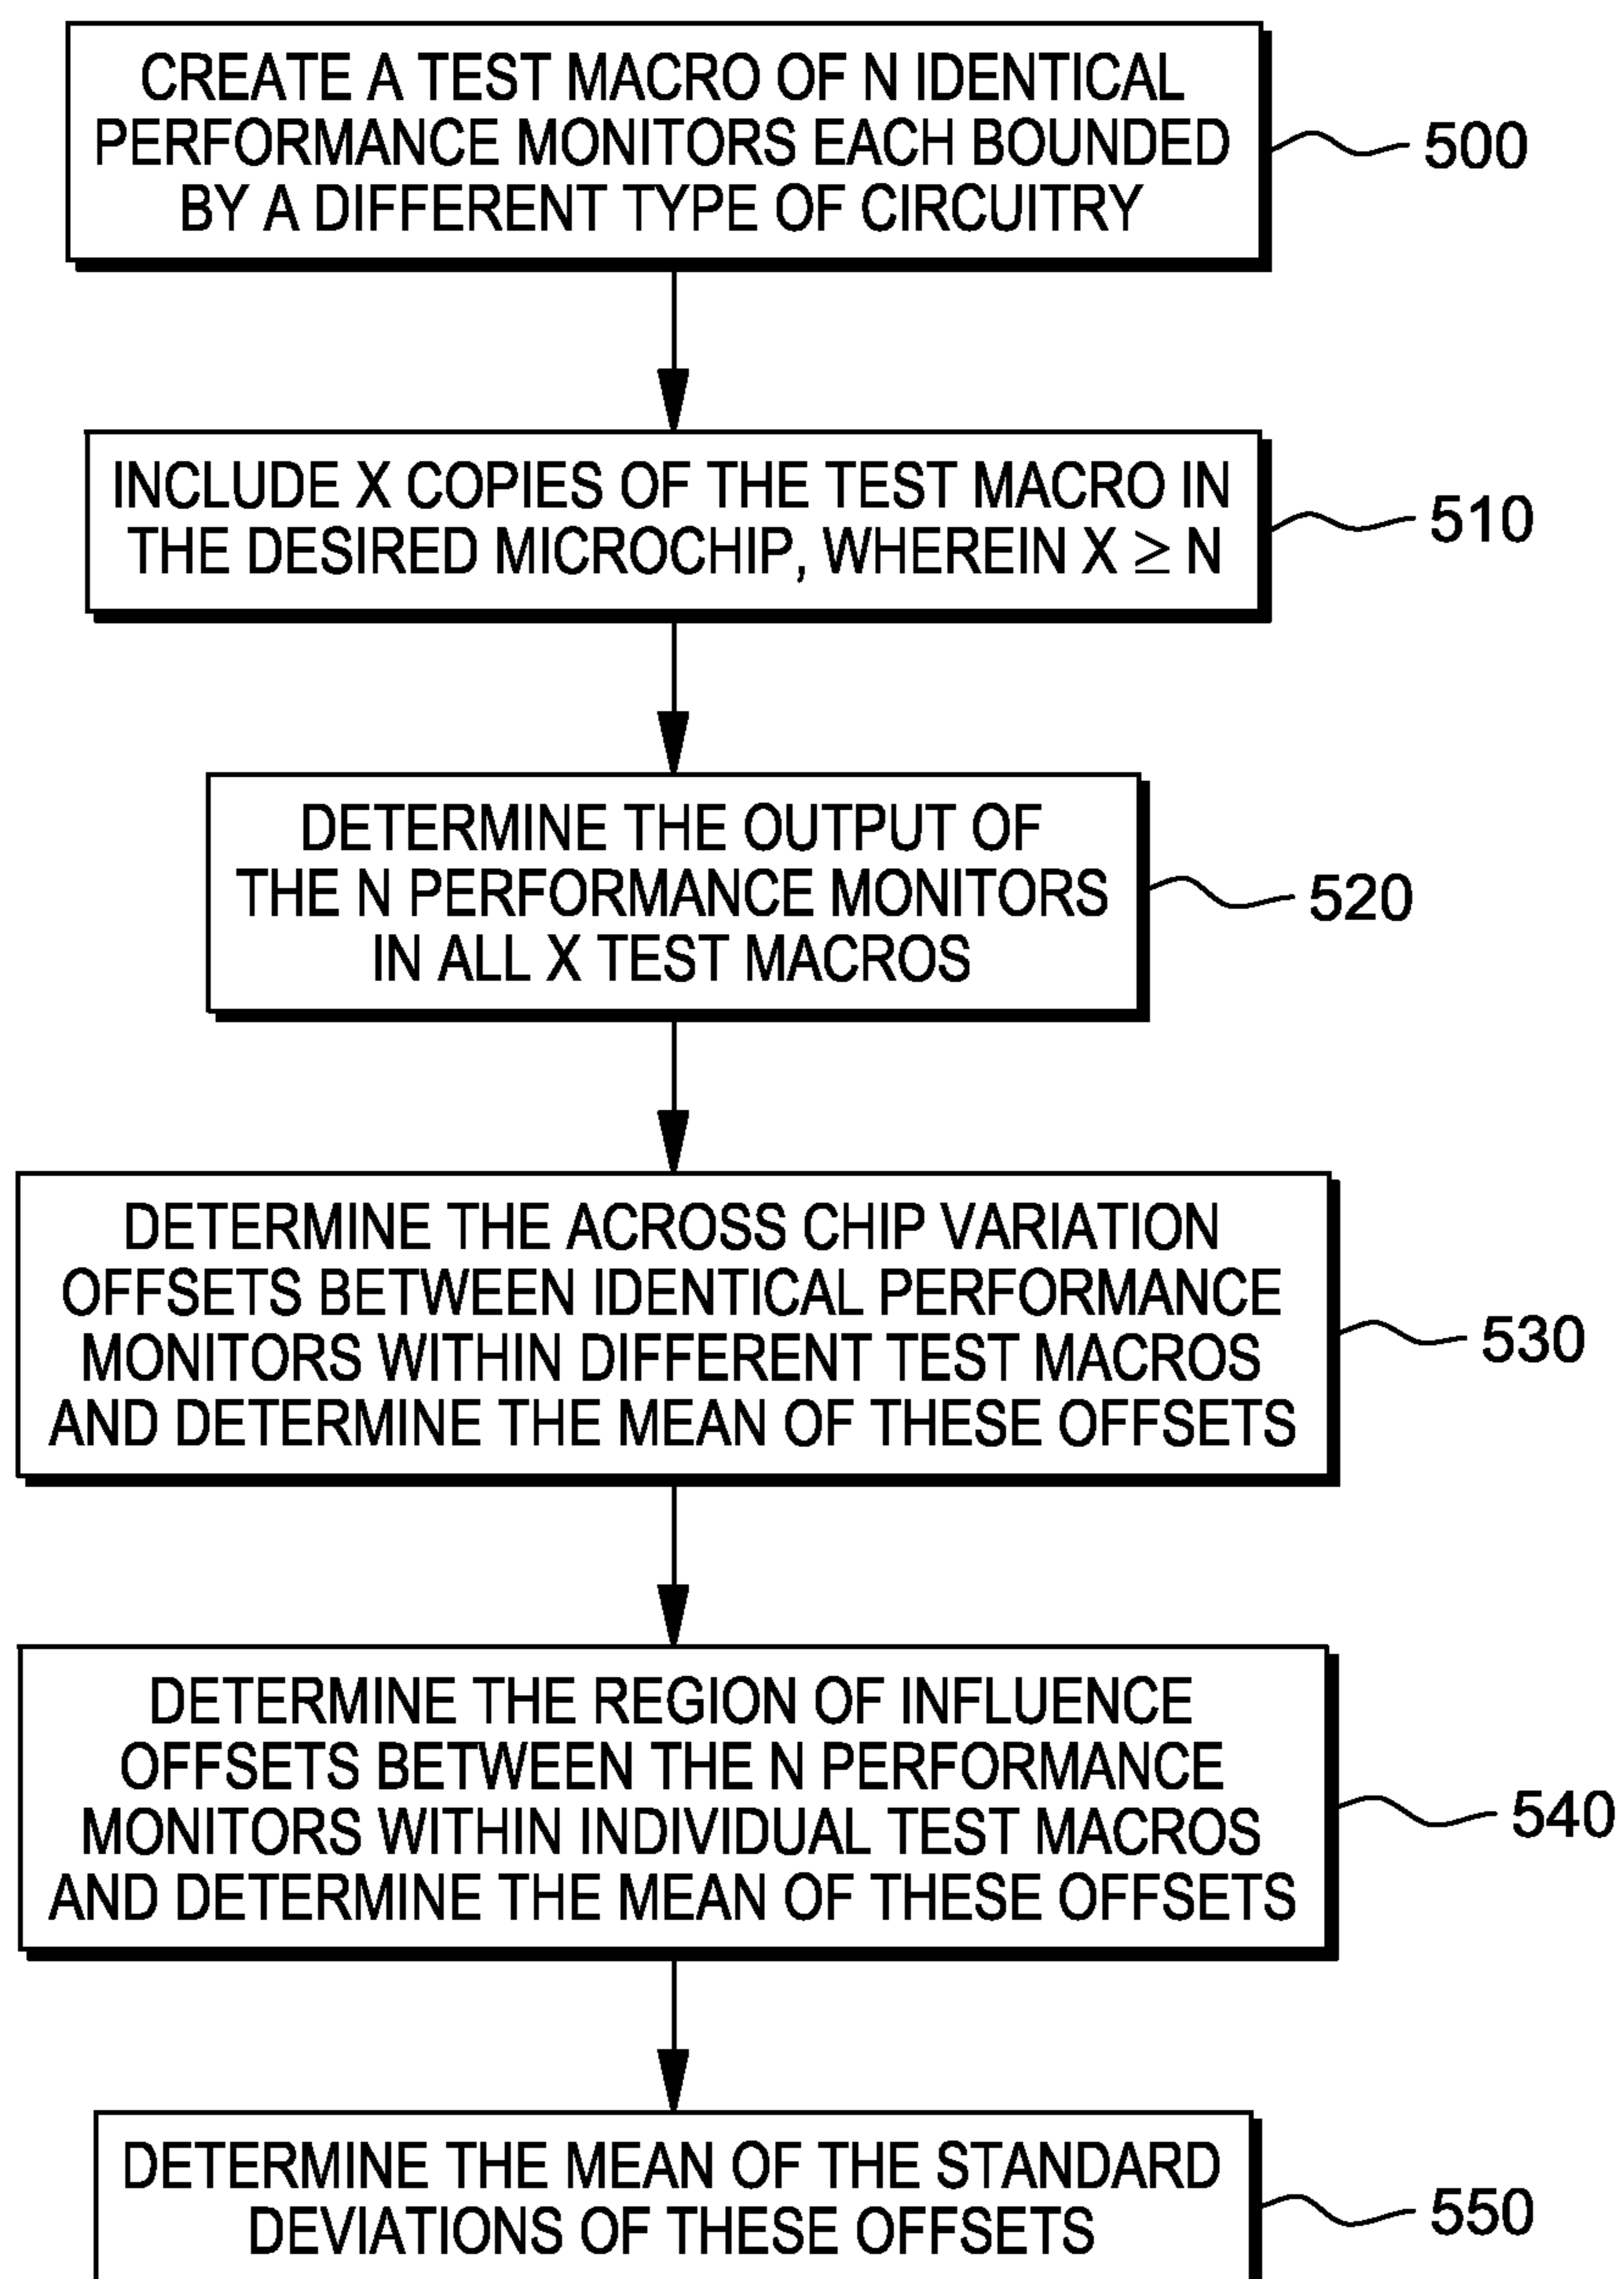 CREATE A TEST MACRO OF N IDENTICAL
PERFORMANCE MONITORS EACH BOUNDED
BY A DIFFERENT TYPE OF CIRCUITRY
500
INCLUDE X COPIES OF THE TEST MACRO IN
THE DESIRED MICROCHIP, WHEREIN X ≥ N
510
DETERMINE THE OUTPUT OF
THE N PERFORMANCE MONITORS
IN ALL X TEST MACROS
520
DETERMINE THE ACROSS CHIP VARIATION
OFFSETS BETWEEN IDENTICAL PERFORMANCE
MONITORS WITHIN DIFFERENT TEST MACROS
AND DETERMINE THE MEAN OF THESE OFFSETS
530
DETERMINE THE REGION OF INFLUENCE
OFFSETS BETWEEN THE N PERFORMANCE
MONITORS WITHIN INDIVIDUAL TEST MACROS
AND DETERMINE THE MEAN OF THESE OFFSETS
540
DETERMINE THE MEAN OF THE STANDARD
DEVIATIONS OF THESE OFFSETS
550